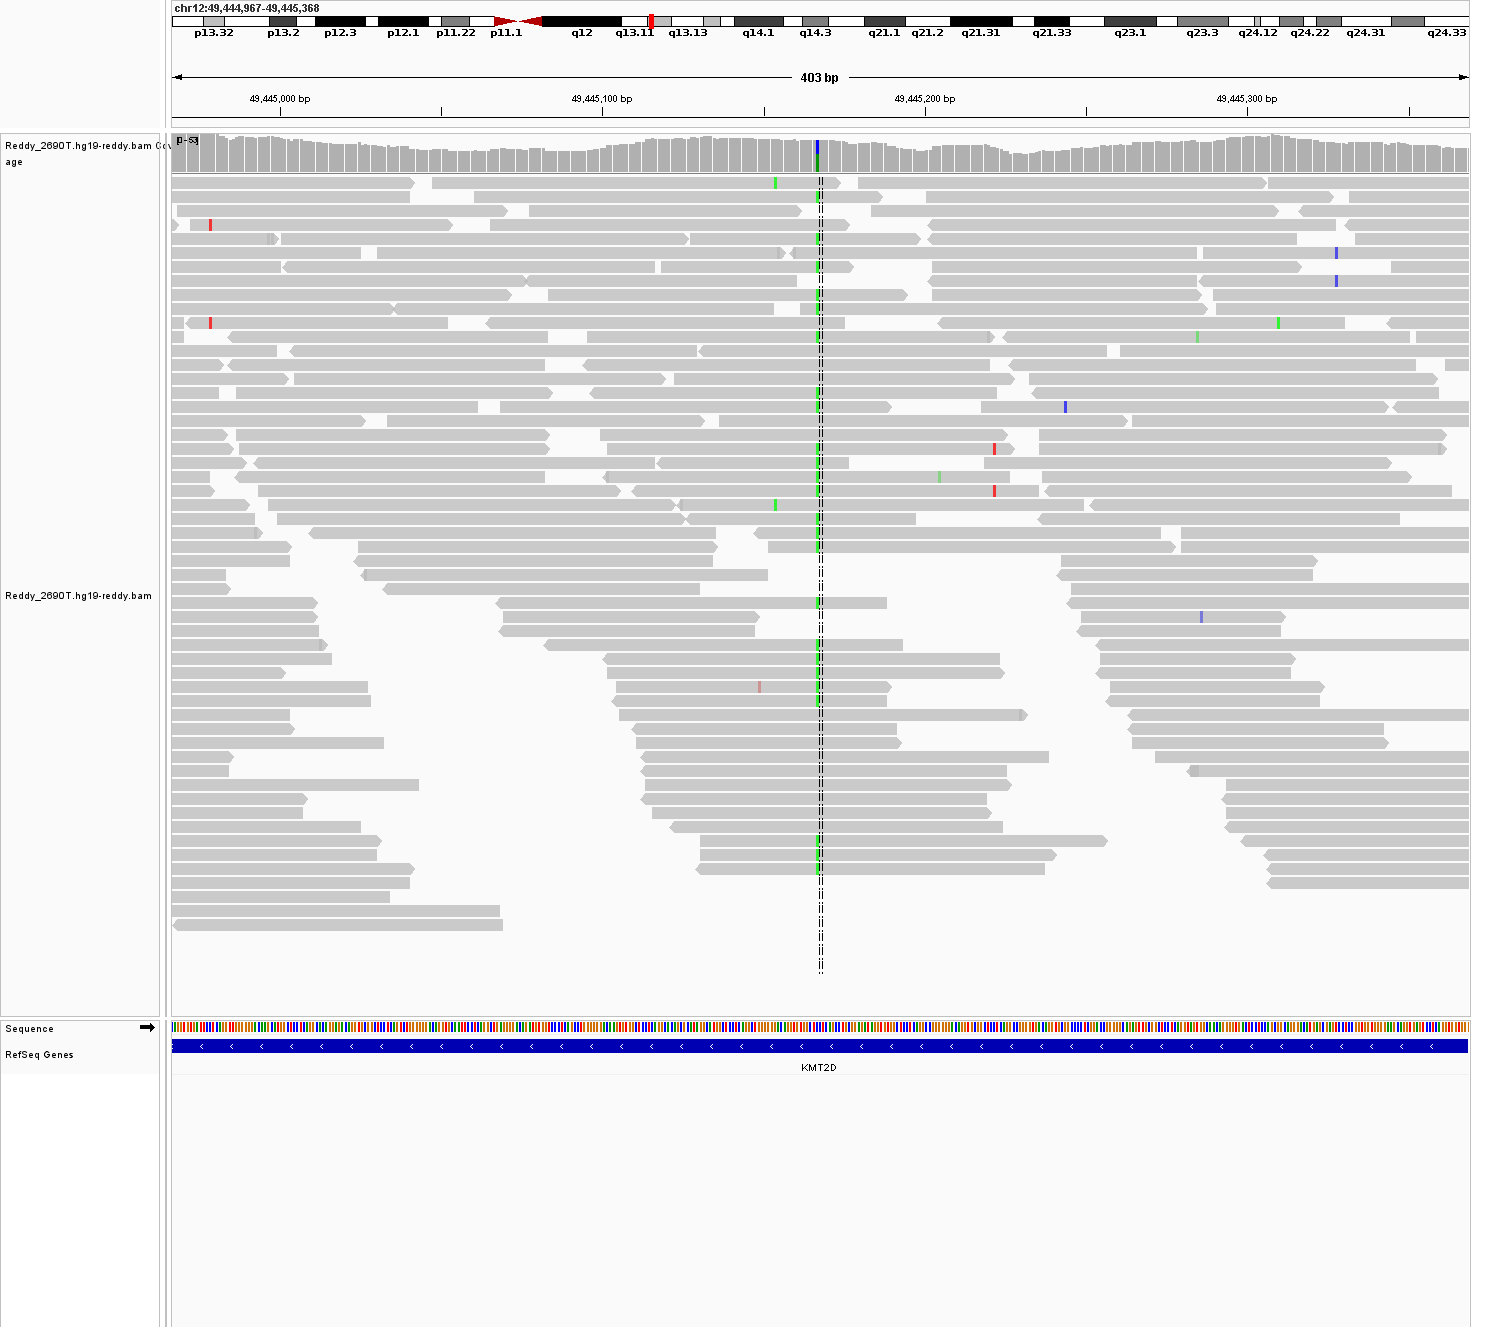 chr12:49,444,967-49,445,368
p13.32 p13.2 p12.3 p12.1 p11.22 p11.1 q12 q13.11 q13.13 q14.1 q14.3 q21.1 q21.2 q21.31 q21.33 q23.1 q23.3 q24.12 q24.22 q24.31 q24.33
403 bp
49,445,000 bp 49,445,100 bp 49,445,200 bp 49,445,300 bp
Reddy_2690T.hg19-reddy.bam Cov
age
Reddy_2690T.hg19-reddy.bam
Sequence
RefSeq Genes
KMT2D